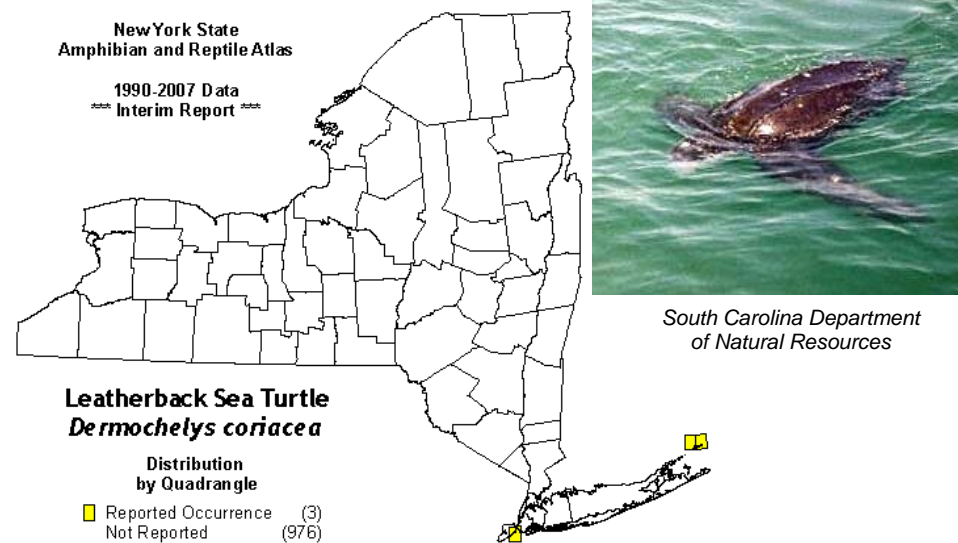 New York State
Amphibian and Reptile Atlas
1990-2007 Data
*** Interim Report ***
South Carolina Department
of Natural Resources
Leatherback Sea Turtle
Dermochelys coriacea
Distribution
by Quadrangle
Reported Occurrence (3)
Not Reported (976)